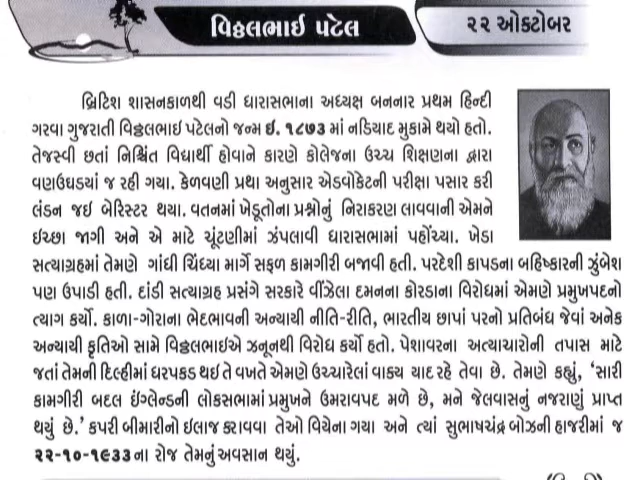 વિઠ્ઠલભાઈ પટેલ
૨૨ ઓક્ટોબર
બ્રિટિશ શાસનકાળથી વડી ધારાસભાના અધ્યક્ષ બનનાર પ્રથમ હિન્દી
ગરવા ગુજરાતી વિઠ્ઠલભાઇ પટેલનો જન્મ ઇ. ૧૮૭૩ માં નડિયાદ મુકામે થયો હતો.
તેજસ્વી છતાં નિશ્ચિંત વિદ્યાર્થી હોવાને કારણે કોલેજના ઉચ્ચ શિક્ષણના દ્વારા
વણઉઘડયાં જ રહી ગયા. કેળવણી પ્રથા અનુસાર એડવોકેટની પરીક્ષા પસાર કરી
લંડન જઇ બેરિસ્ટર થયા. વતનમાં ખેડૂતોના પ્રશ્નોનું નિરાકરણ લાવવાની એમને
ઇચ્છા જાગી અને એ માટે ચૂંટણીમાં ઝંપલાવી ધારાસભામાં પહોંચ્યા. ખેડા
સત્યાગ્રહમાં તેમણે ગાંધી ચિંધ્યા માર્ગે સફળ કામગીરી બજાવી હતી. પરદેશી કાપડના બહિષ્કારની ઝુંબેશ
પણ ઉપાડી હતી. દાંડી સત્યાગ્રહ પ્રસંગે સરકારે વીંઝેલા દમનના કોરડાના વિરોધમાં એમણે પ્રમુખપદનો
ત્યાગ કર્યો. કાળા-ગોરાના ભેદભાવની અન્યાયી નીતિ-રીતિ, ભારતીય છાપાં પરનો પ્રતિબંધ જેવાં અનેક
અન્યાયી કૃતિઓ સામે વિઠ્ઠલભાઈએ ઝનૂનથી વિરોધ કર્યો હતો. પેશાવરના અત્યાચારોની તપાસ માટે
જતાં તેમની દિલ્હીમાં ધરપકડ થઇ તે વખતે એમણે ઉચ્ચારેલાં વાક્ય યાદ રહે તેવા છે. તેમણે કહ્યું, ‘સારી
કામગીરી બદલ ઇંગ્લેન્ડની લોકસભામાં પ્રમુખને ઉમરાવપદ મળે છે, મને જેલવાસનું નજરાણું પ્રાપ્ત
થયું છે.’ કપરી બીમારીનો ઇલાજ કરાવવા તેઓ વિયેના ગયા અને ત્યાં સુભાષચંદ્ર બોઝની હાજરીમાં જ
૨૨-૧૦-૧૯૩૩ના રોજ તેમનું અવસાન થયું.